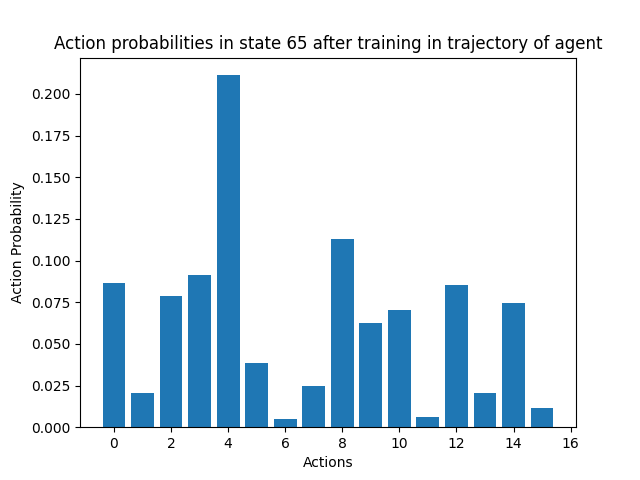 Action probabilities in state 65 after training in trajectory of agent
0.200
0.175
0.150
0.125
0.100
0.075
0.050
0.025
0.000
Action Probability
0 2 4 6 8 10 12 14 16
Actions